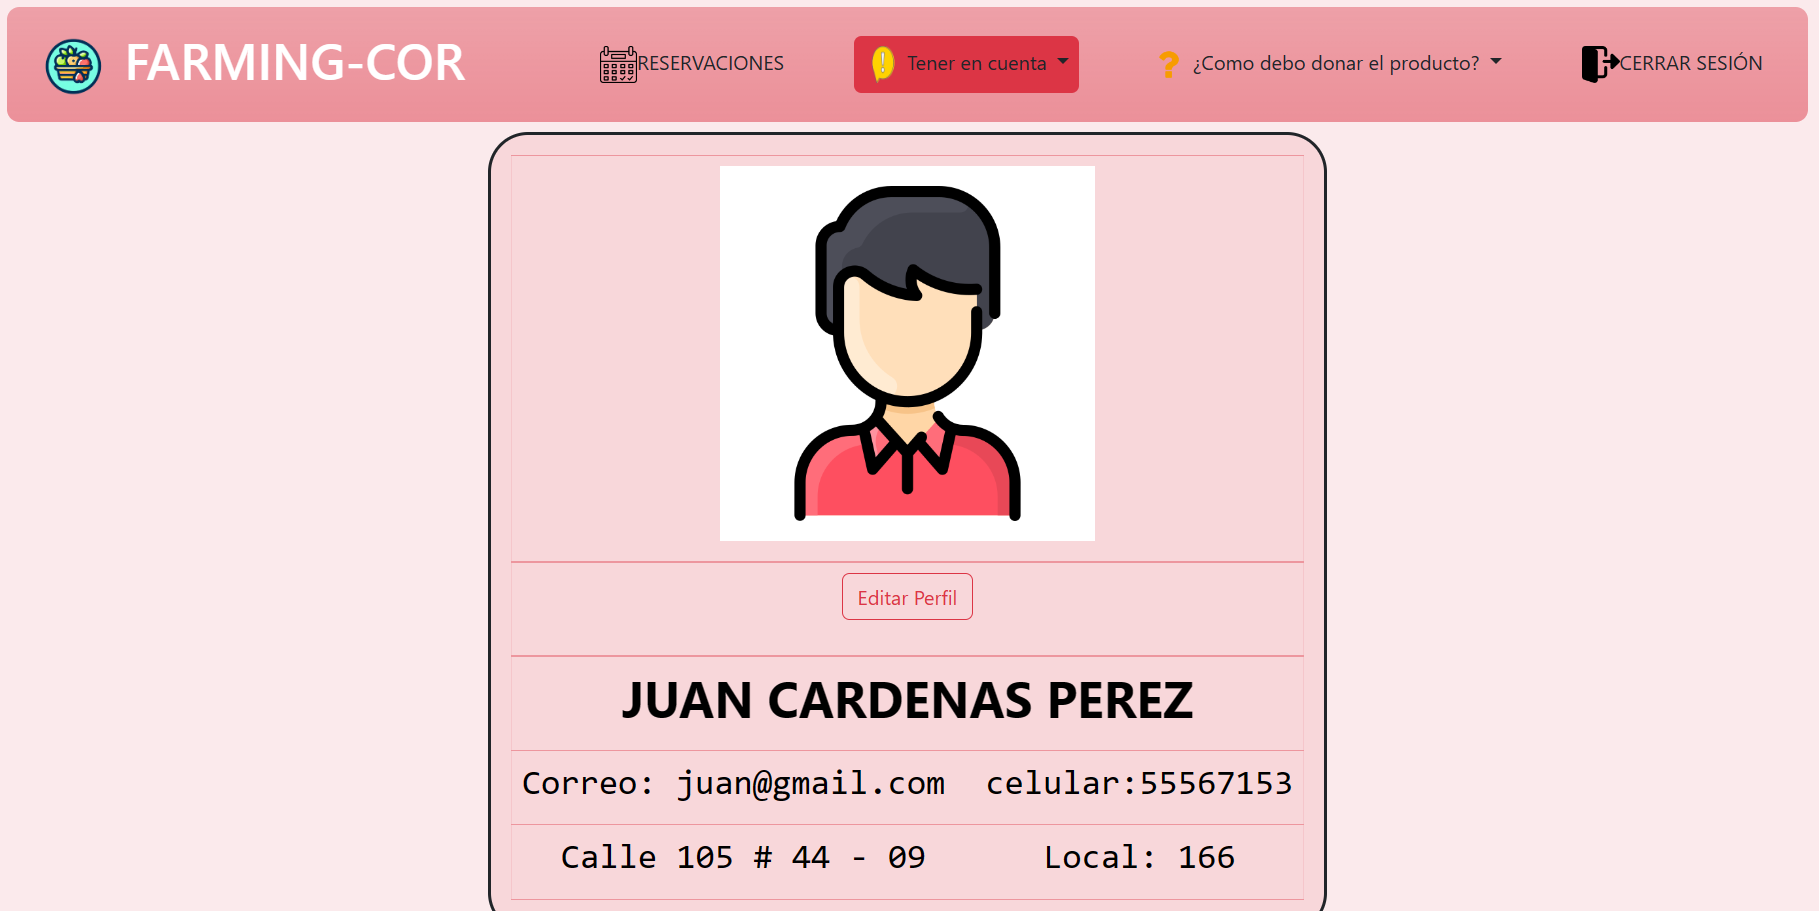 FARMING-COR
RESERVACIONES
Tener en cuenta
¿Como debo donar el producto?
CERRAR SESIÓN
Editar Perfil
JUAN CARDENAS PEREZ
Correo: juan@gmail.com celular:55567153
Calle 105 # 44 - 09 Local: 166